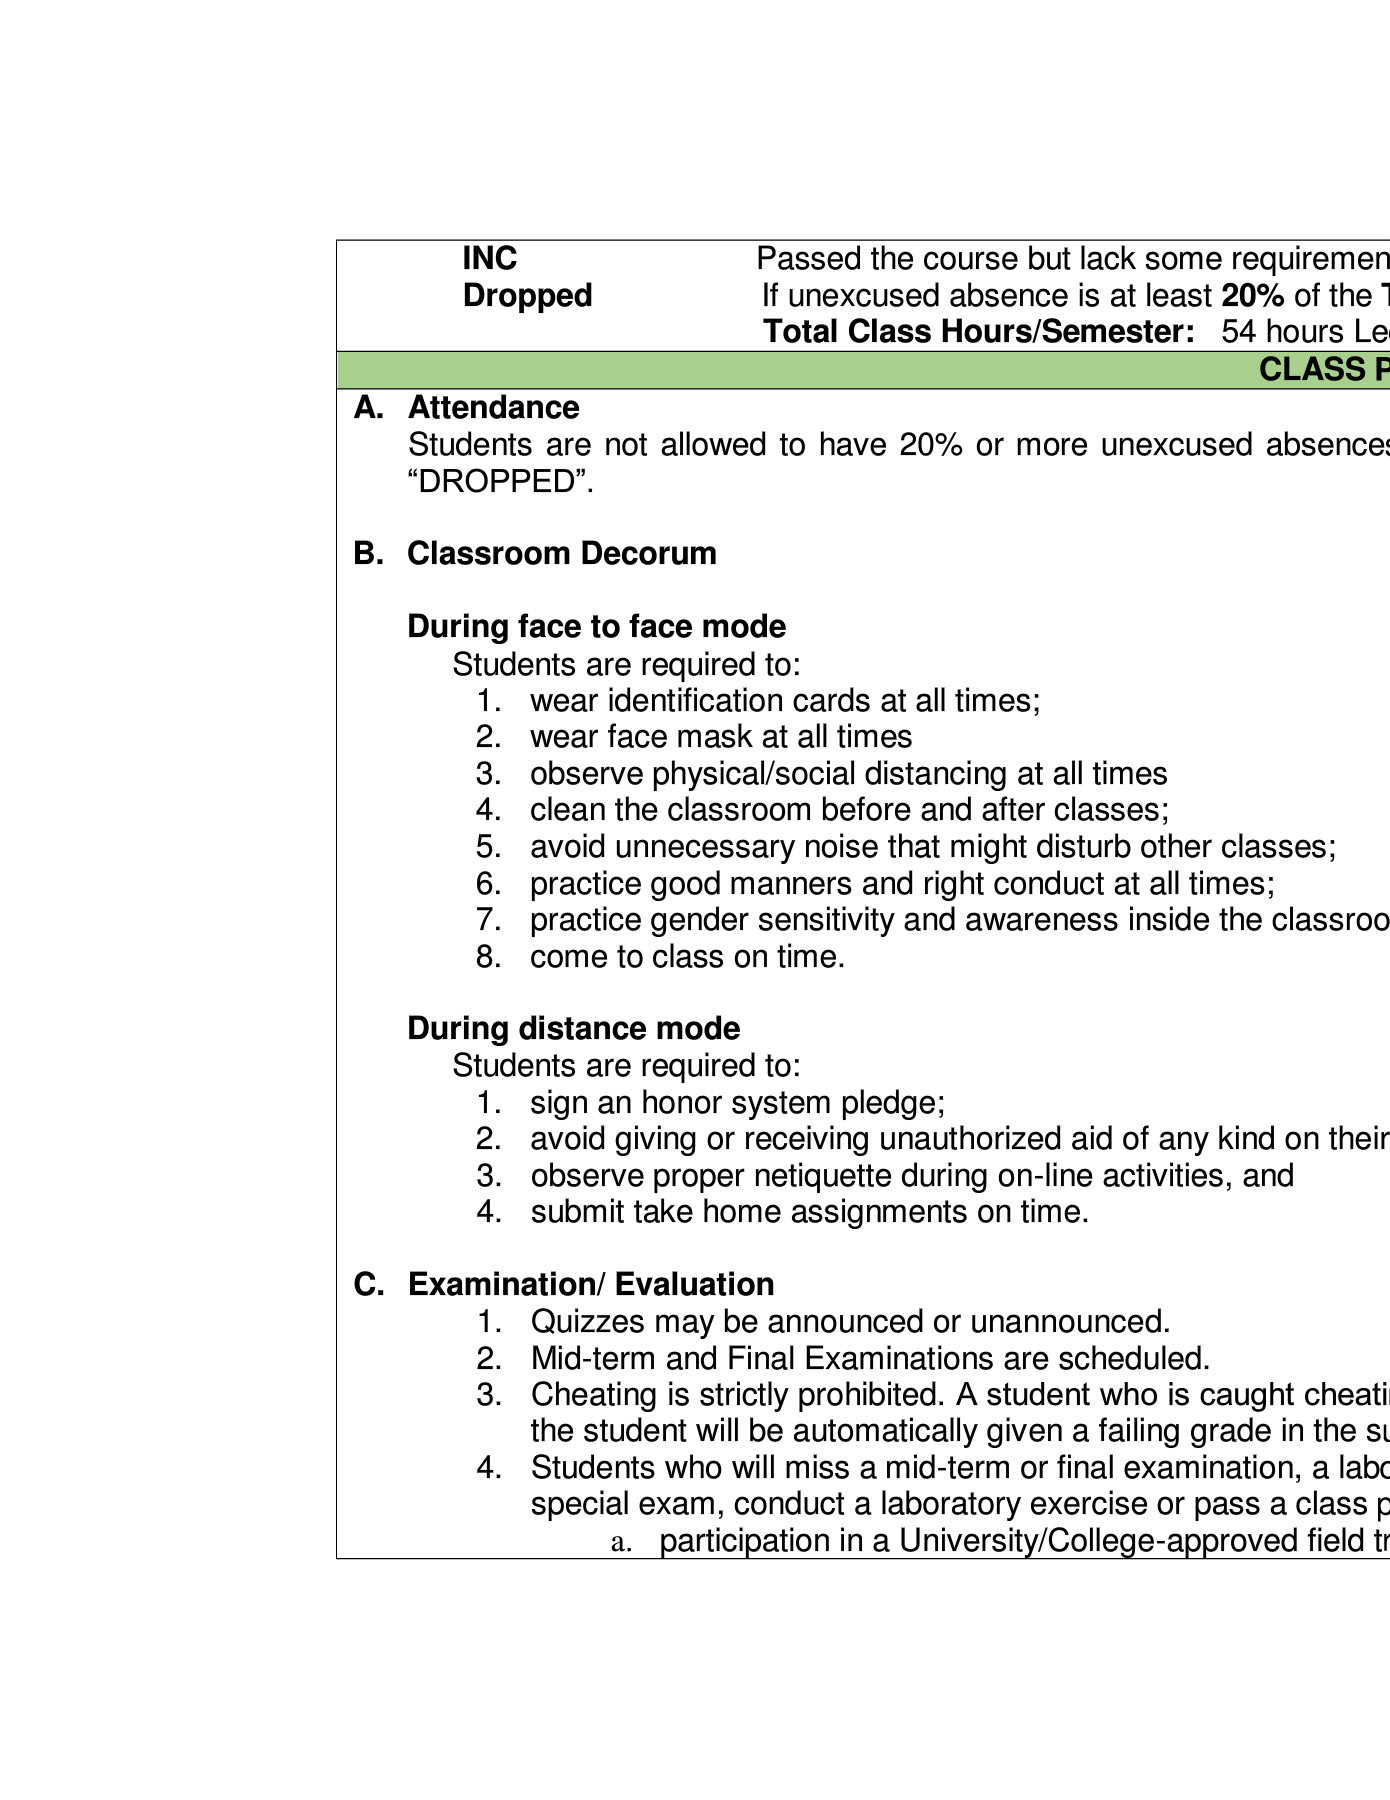 INC Passed the course but lack some
Dropped If unexcused absence is at least 20% of the
Total Class Hours/Semester: 54 hours
CLASS
A. Attendance
Students are not allowed to have 20% or more unexcused absences
“DROPPED”.
B. Classroom Decorum
During face to face mode
Students are required to:
1. wear identification cards at all times;
2. wear face mask at all times
3. observe physical/social distancing at all times
4. clean the classroom before and after classes;
5. avoid unnecessary noise that might disturb other classes;
6. practice good manners and right conduct at all times;
7. practice gender sensitivity and awareness inside the
8. come to class on time.
During distance mode
Students are required to:
1. sign an honor system pledge;
2. avoid giving or receiving unauthorized aid of any kind on their
3. observe proper netiquette during on-line activities, and
4. submit take home assignments on time.
C. Examination/ Evaluation
1. Quizzes may be announced or unannounced.
2. Mid-term and Final Examinations are scheduled.
3. Cheating is strictly prohibited. A student who is caught
the student will be automatically given a failing grade in the
4. Students who will miss a mid-term or final examination, a
special exam, conduct a laboratory exercise or pass a class
a. participation in a University/College-approved field